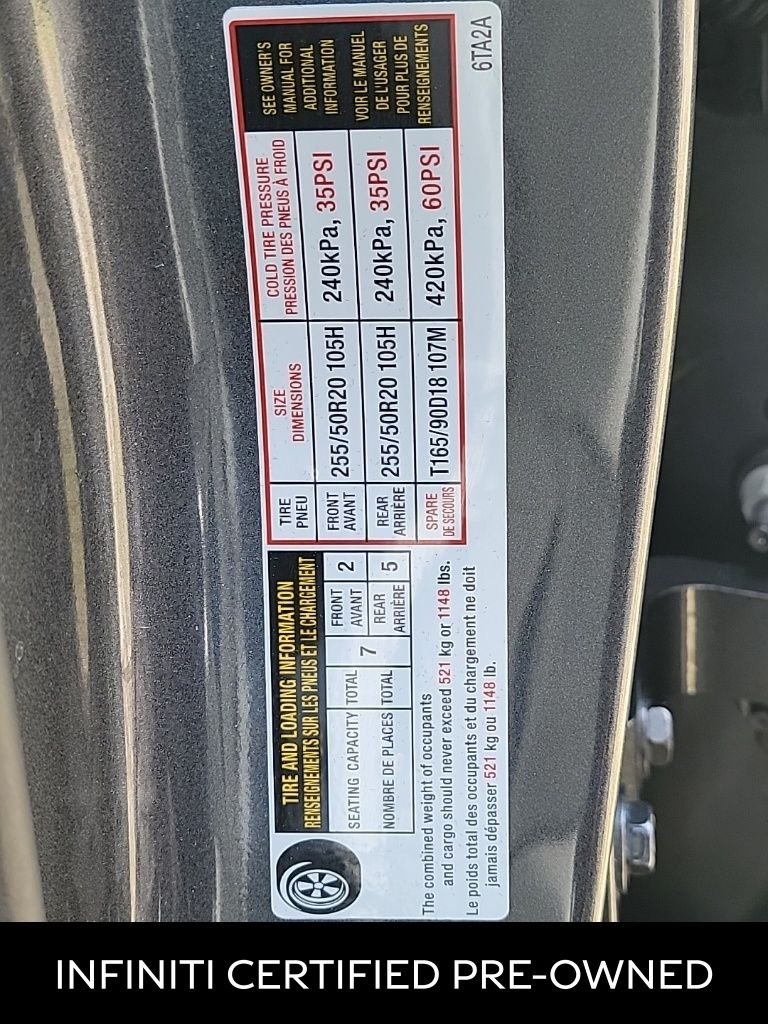 TIRE AND LOADING INFORMATION
RENSEIGNEMENTS SUR LES PNEUS ET LE CHARGEMENT
SEATING CAPACITY TOTAL 7 FRONT AVANT 2
NOMBRE DE PLACES TOTAL REAR ARRIÈRE 5
The combined weight of occupants
and cargo should never exceed 521 kg or 1148 lbs.
Le poids total des occupants et du chargement ne doit
jamais dépasser 521 kg ou 1148 lb.
TIRE PNEU
SIZE DIMENSIONS
COLD TIRE PRESSURE
PRESSION DES PNEUS À FROID
FRONT AVANT 255/50R20 105H 240kPa, 35PSI
REAR ARRIÈRE 255/50R20 105H 240kPa, 35PSI
SPARE DE SECOURS T165/90D18 107M 420kPa, 60PSI
SEE OWNER'S
MANUAL FOR
ADDITIONAL
INFORMATION
VOIR LE MANUEL
DE L'USAGER
POUR PLUS DE
RENSEIGNEMENTS
6TA2A
INFINITI CERTIFIED PRE-OWNED